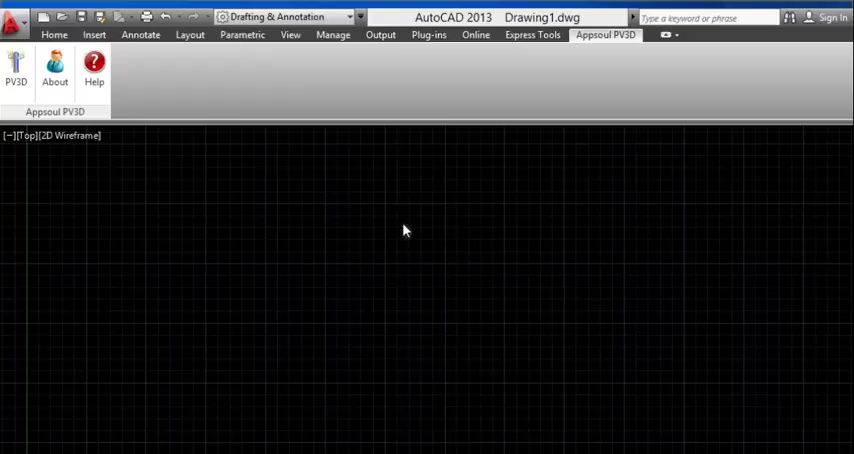 Drafting & Annotation AutoCAD 2013 Drawing1.dwg Type a keyword or phrase Sign In
Home Insert Annotate Layout Parametric View Manage Output Plug-ins Online Express Tools Appsoul PV3D
PV3D About Help
Appsoul PV3D
[−][Top][2D Wireframe]